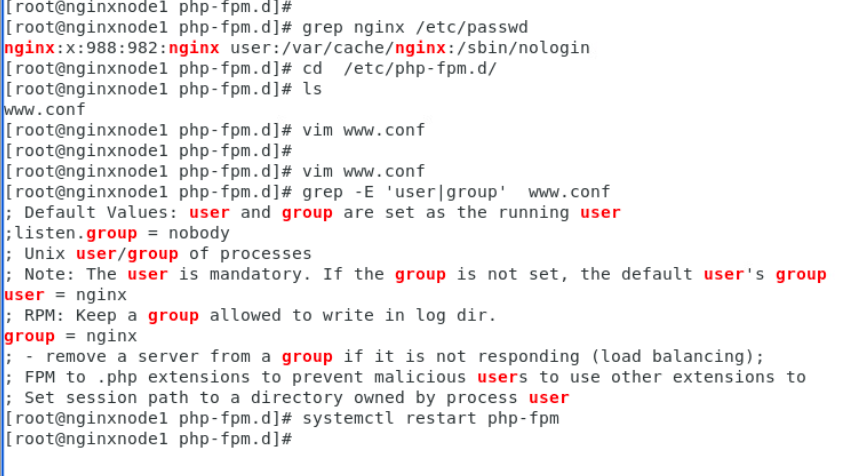 [root@nginxnode1 php-fpm.d]#
[root@nginxnode1 php-fpm.d]# grep nginx /etc/passwd
nginx:x:988:982:nginx user:/var/cache/nginx:/sbin/nologin
[root@nginxnode1 php-fpm.d]# cd  /etc/php-fpm.d/
[root@nginxnode1 php-fpm.d]# ls
www.conf
[root@nginxnode1 php-fpm.d]# vim www.conf
[root@nginxnode1 php-fpm.d]#
[root@nginxnode1 php-fpm.d]# vim www.conf
[root@nginxnode1 php-fpm.d]# grep -E 'user|group'  www.conf
; Default Values: user and group are set as the running user
;listen.group = nobody
; Unix user/group of processes
; Note: The user is mandatory. If the group is not set, the default user's group
user = nginx
; RPM: Keep a group allowed to write in log dir.
group = nginx
; - remove a server from a group if it is not responding (load balancing);
; FPM to .php extensions to prevent malicious users to use other extensions to
; Set session path to a directory owned by process user
[root@nginxnode1 php-fpm.d]# systemctl restart php-fpm
[root@nginxnode1 php-fpm.d]#